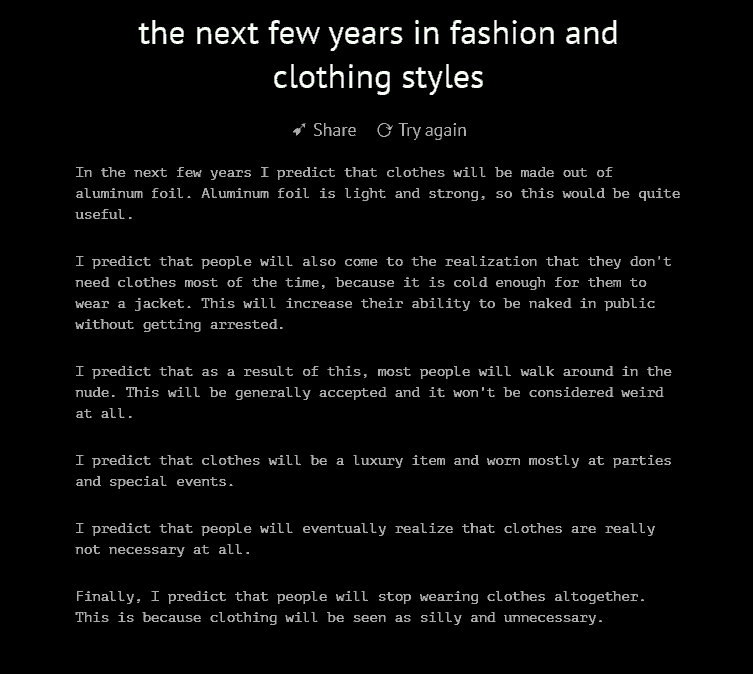 the next few years in fashion and
clothing styles
Share Try again
In the next few years I predict that clothes will be made out of
aluminum foil. Aluminum foil is light and strong, so this would be quite
useful.
I predict that people will also come to the realization that they don't
need clothes most of the time, because it is cold enough for them to
wear a jacket. This will increase their ability to be naked in public
without getting arrested.
I predict that as a result of this, most people will walk around in the
nude. This will be generally accepted and it won't be considered weird
at all.
I predict that clothes will be a luxury item and worn mostly at parties
and special events.
I predict that people will eventually realize that clothes are really
not necessary at all.
Finally, I predict that people will stop wearing clothes altogether.
This is because clothing will be seen as silly and unnecessary.